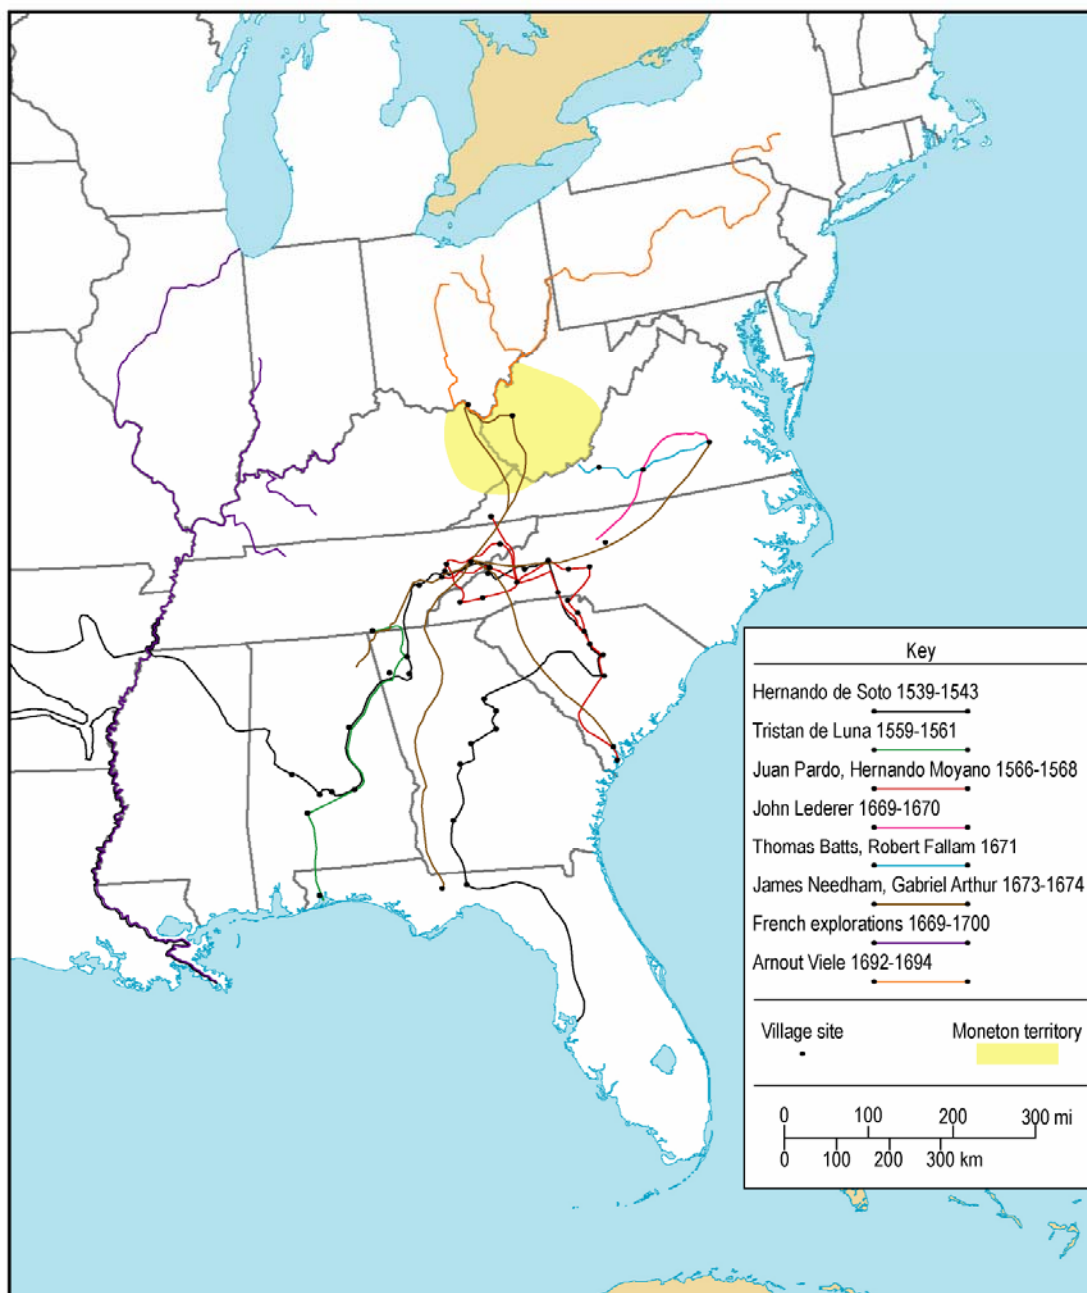 Key
Hernando de Soto 1539-1543
Tristan de Luna 1559-1561
Juan Pardo, Hernando Moyano 1566-1568
John Lederer 1669-1670
Thomas Batts, Robert Fallam 1671
James Needham, Gabriel Arthur 1673-1674
French explorations 1669-1700
Arnout Viele 1692-1694
Village site Moneton territory
0 100 200 300 mi
0 100 200 300 km